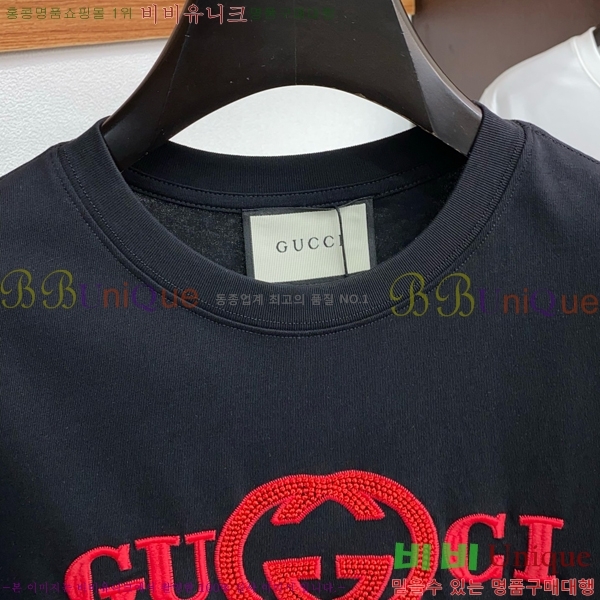 홍콩명품쇼핑몰 1위 비비유니크
GUCCI
BBUniQue 동종업계 최고의 품질 NO.1 BBUniQue
GUCCI
비비 Unique
믿을수 있는 명품구매대행